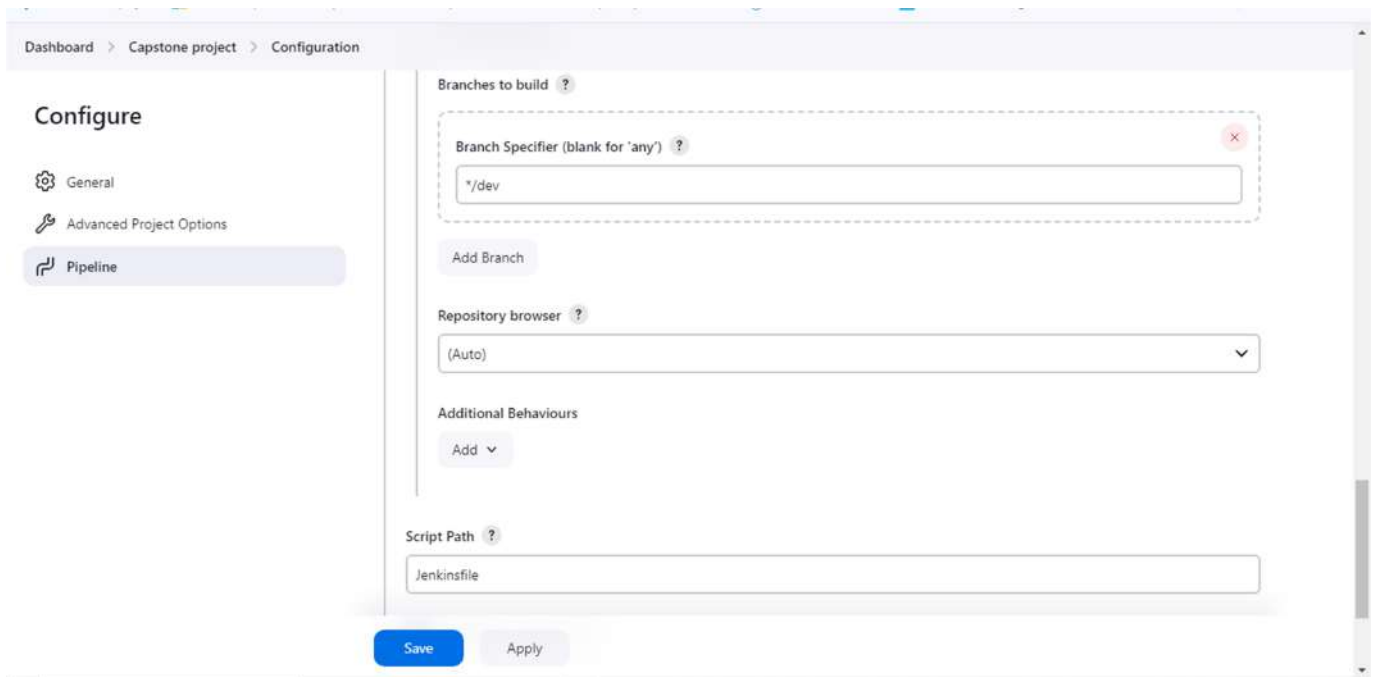 Dashboard > Capstone project > Configuration
Configure
General
Advanced Project Options
Pipeline
Branches to build ?
Branch Specifier (blank for 'any') ?
*/dev
Add Branch
Repository browser ?
(Auto)
Additional Behaviours
Add
Script Path ?
Jenkinsfile
Save
Apply